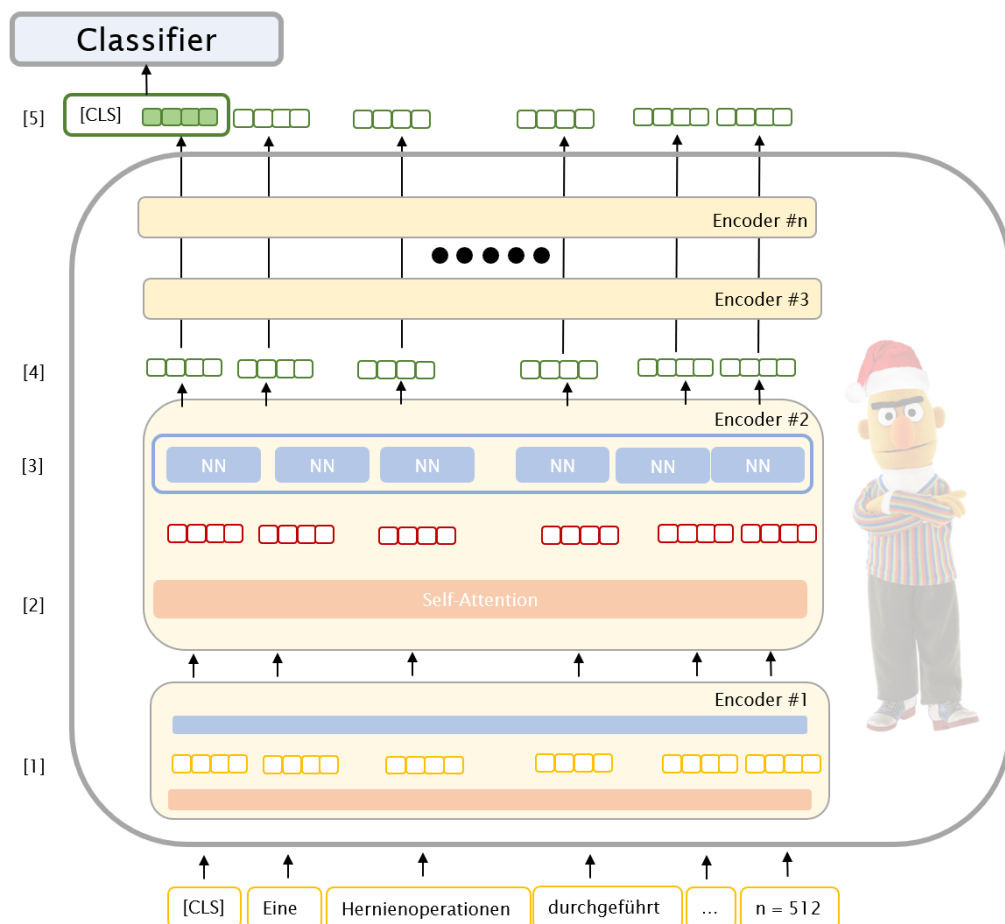 Classifier
[5]
[CLS]
Encoder #n
Encoder #3
[4]
Encoder #2
[3]
NN NN NN NN NN NN
[2]
Self-Attention
Encoder #1
[1]
[CLS] Eine Hernienoperationen durchgeführt ... n = 512